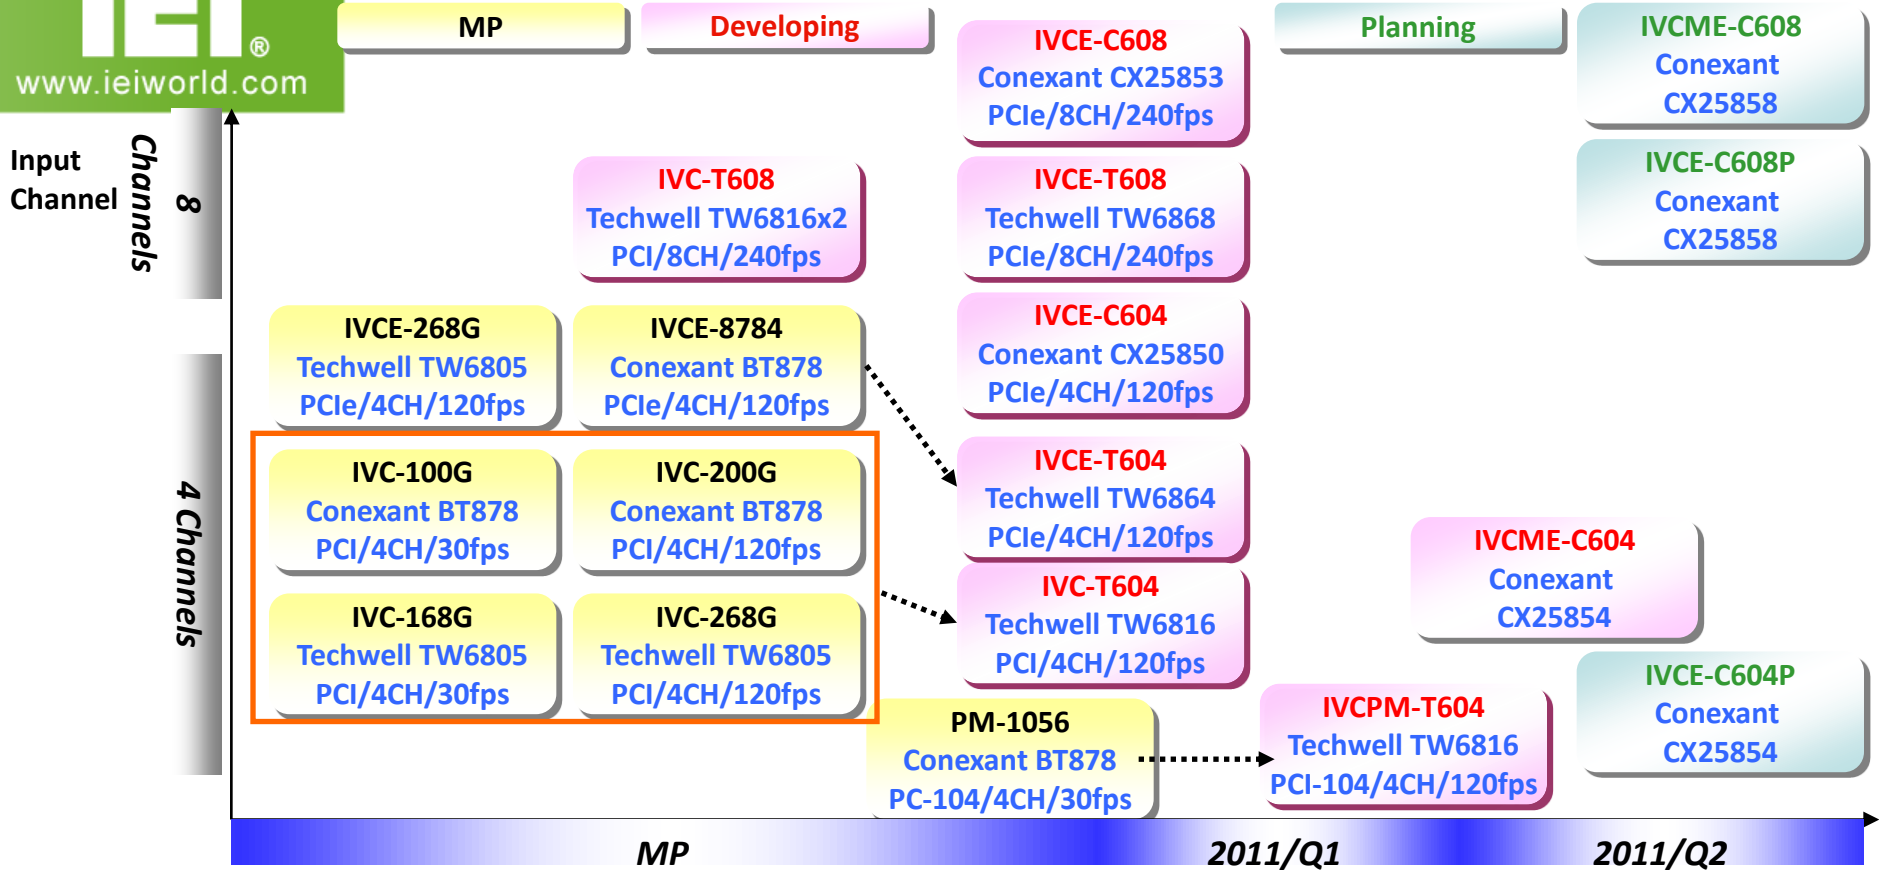 IEI®
www.ieiworld.com
MP
Developing
Planning
Input
Channel
8
Channels
4 Channels
IVCE-C608
Conexant CX25853
PCIe/8CH/240fps
IVCME-C608
Conexant
CX25858
IVC-T608
Techwell TW6816x2
PCI/8CH/240fps
IVCE-T608
Techwell TW6868
PCIe/8CH/240fps
IVCE-C608P
Conexant
CX25858
IVCE-268G
Techwell TW6805
PCIe/4CH/120fps
IVCE-8784
Conexant BT878
PCIe/4CH/120fps
IVCE-C604
Conexant CX25850
PCIe/4CH/120fps
IVC-100G
Conexant BT878
PCI/4CH/30fps
IVC-200G
Conexant BT878
PCI/4CH/120fps
IVCE-T604
Techwell TW6864
PCIe/4CH/120fps
IVC-168G
Techwell TW6805
PCI/4CH/30fps
IVC-268G
Techwell TW6805
PCI/4CH/120fps
IVC-T604
Techwell TW6816
PCI/4CH/120fps
IVCME-C604
Conexant
CX25854
PM-1056
Conexant BT878
PC-104/4CH/30fps
IVCPM-T604
Techwell TW6816
PCI-104/4CH/120fps
IVCE-C604P
Conexant
CX25854
MP
2011/Q1
2011/Q2